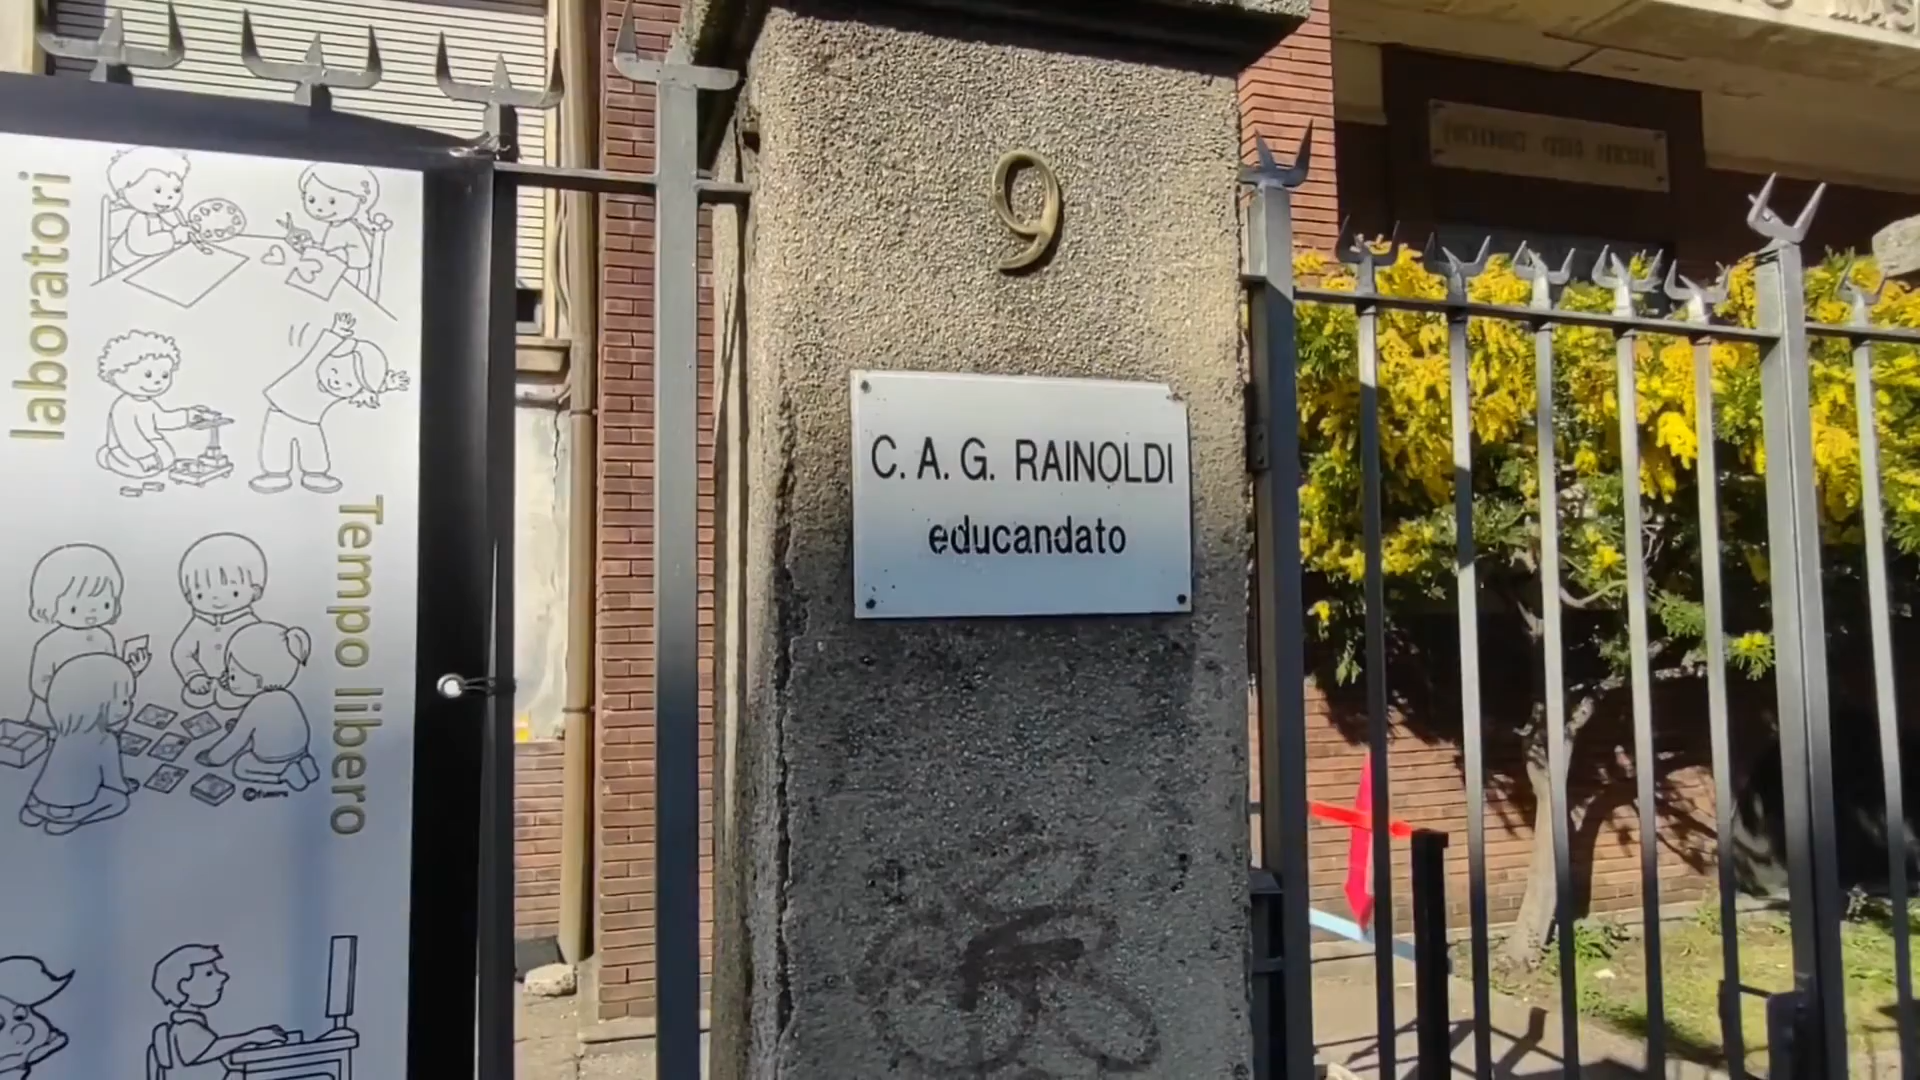 laboratori
Tempo libero
9
C. A. G. RAINOLDI
educandato